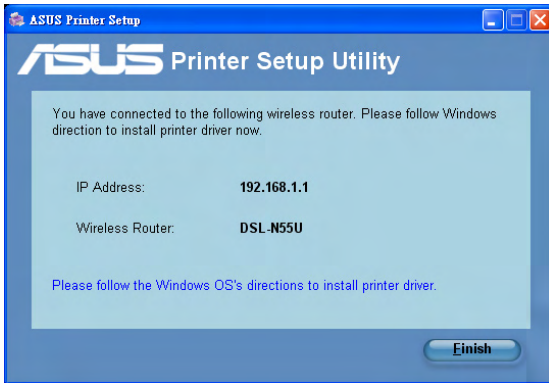 ASUS Printer Setup
ASUS Printer Setup Utility
You have connected to the following wireless router. Please follow Windows
direction to install printer driver now.
IP Address: 192.168.1.1
Wireless Router: DSL-N55U
Please follow the Windows OS's directions to install printer driver.
Finish